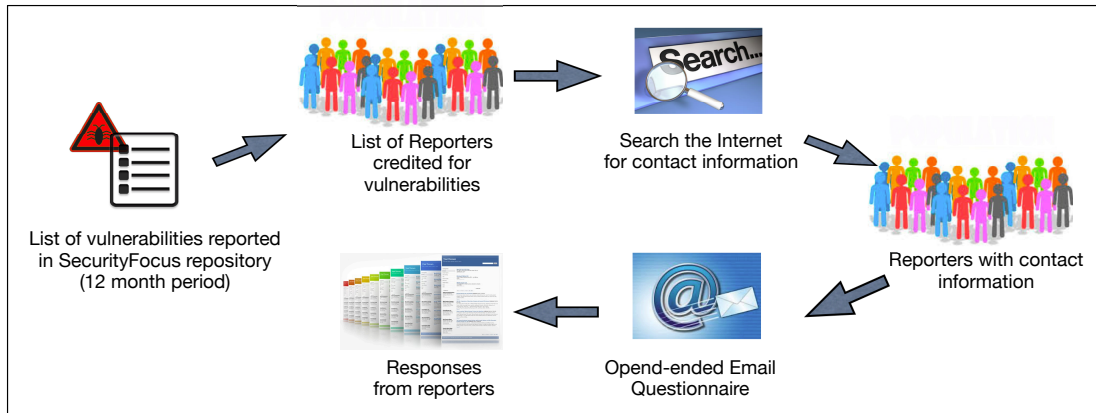 List of vulnerabilities reported
in SecurityFocus repository
(12 month period)
List of Reporters
credited for
vulnerabilities
Search...
Search the Internet
for contact information
Reporters with contact
information
@
Opend-ended Email
Questionnaire
Responses
from reporters